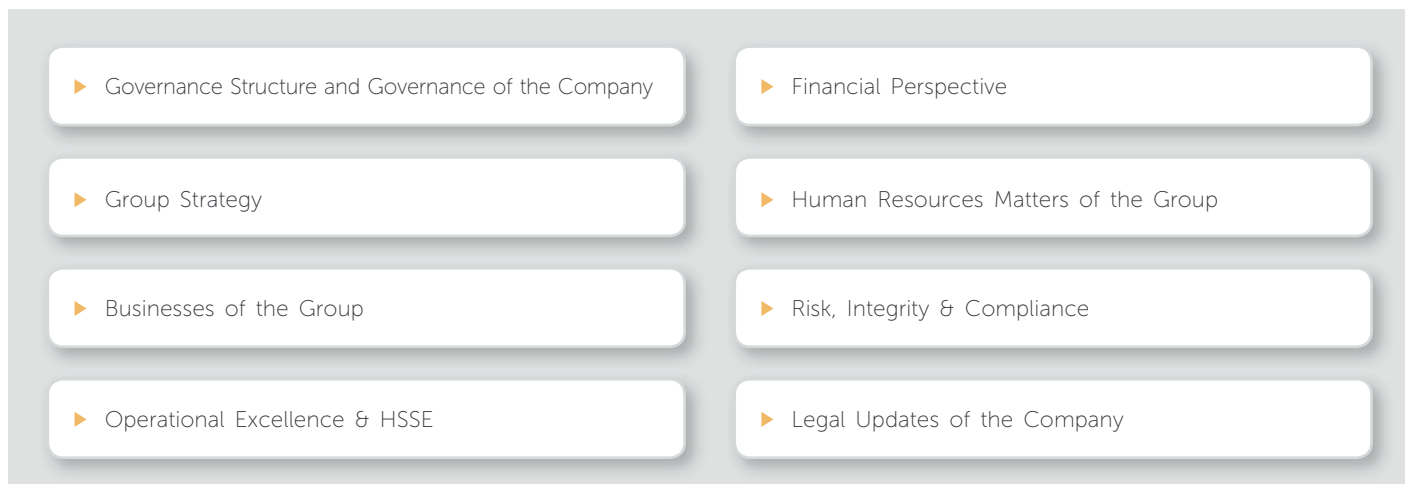 Governance Structure and Governance of the Company
Group Strategy
Businesses of the Group
Operational Excellence & HSSE
Financial Perspective
Human Resources Matters of the Group
Risk, Integrity & Compliance
Legal Updates of the Company